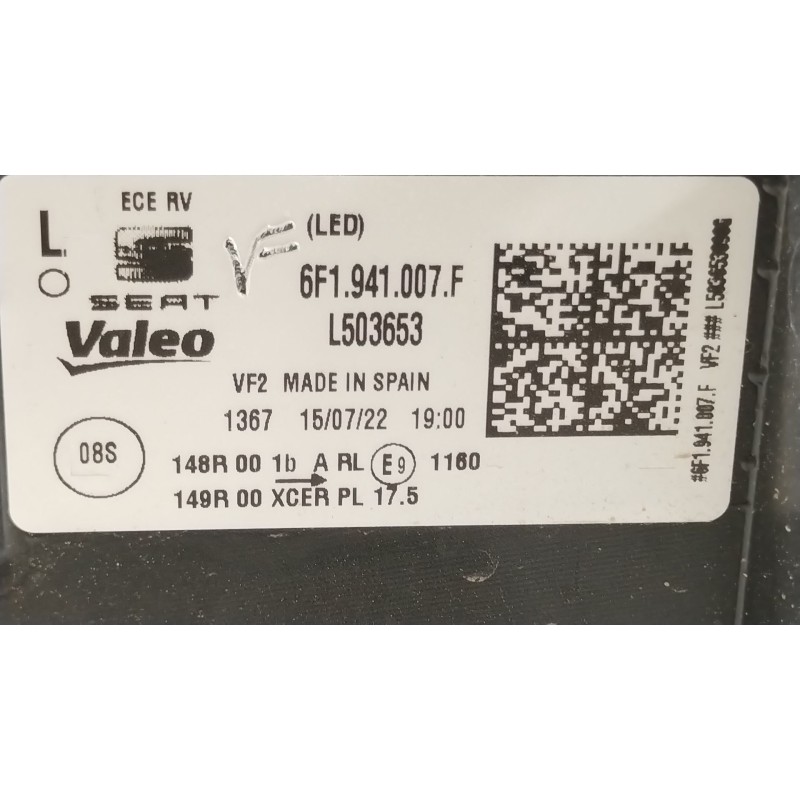 L
ECE RV
SEAT
Valeo
VF
(LED)
6F1.941.007.F
L503653
VF2 MADE IN SPAIN
1367 15/07/22 19:00
08S
148R 00 1b A RL E9 1160
149R 00 XCER PL 17.5
#6F1.941.007.F VF2 ###